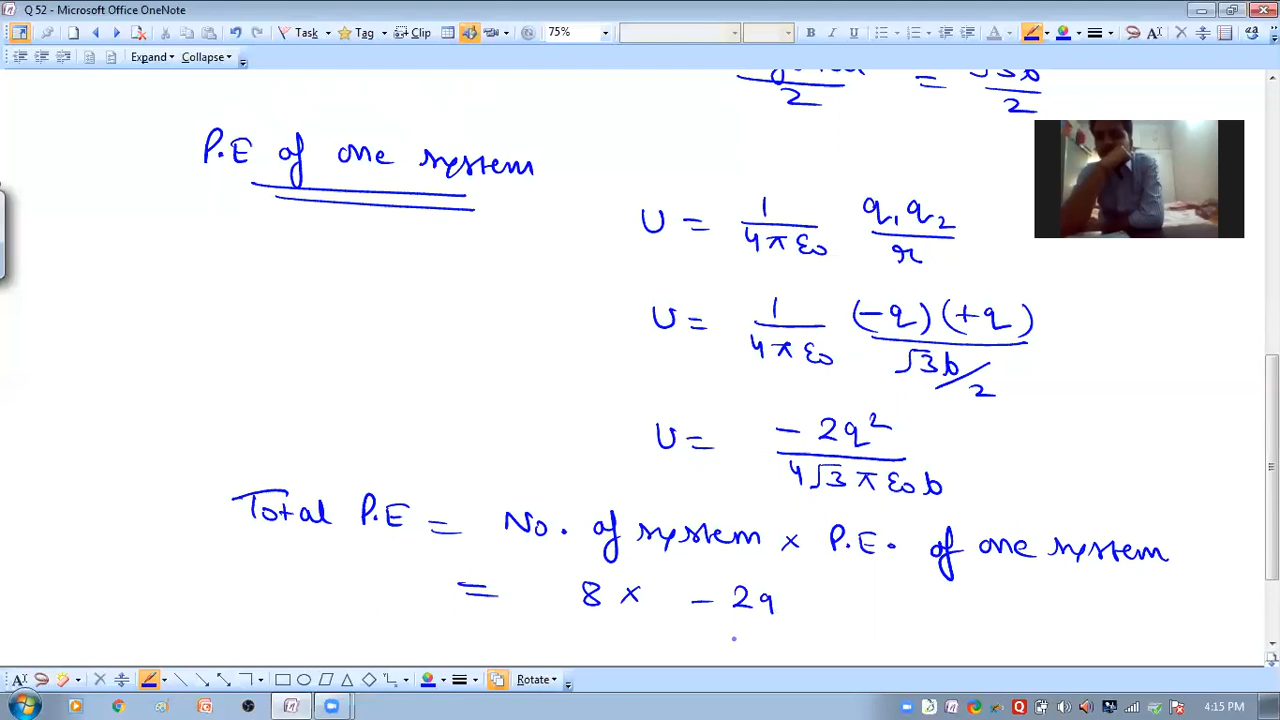 Q 52 - Microsoft OneNote
Task Tag Clip 75% B I U A
Expand Collapse
2 = √3b/2
P.E of one system
U = 1/4πε₀ q₁q₂/r
U = 1/4πε₀ (-q)(+q)/√3b/2
U = -2q²/4√3πε₀b
Total P.E = No. of system × P.E. of one system
= 8 × - 2q
Rotate
4:15 PM